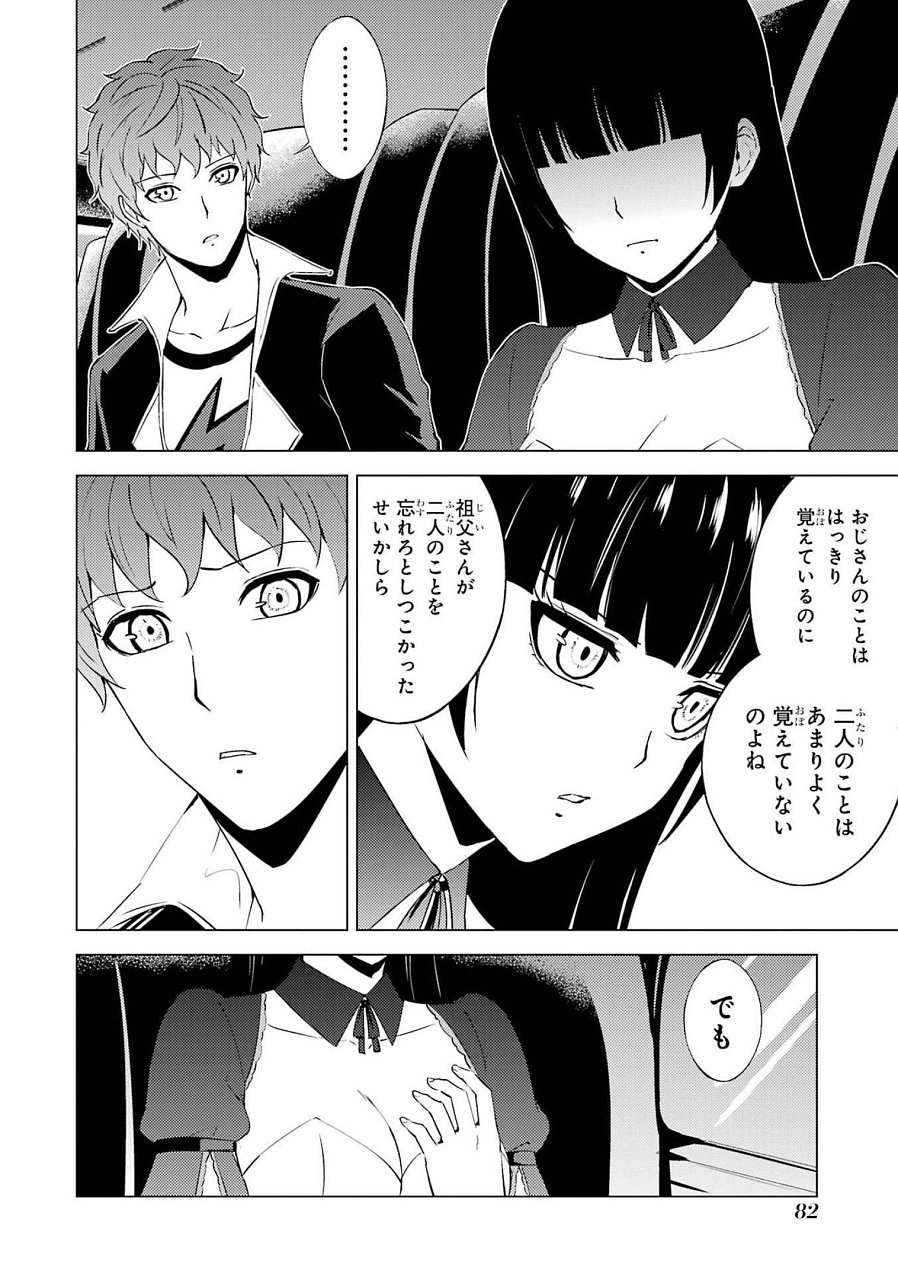 …………
おじさんのことは
はっきり
覚えているのに
二人のことは
あまりよく
覚えていない
のよね
祖父さんが
二人のことを
忘れろとしつこかった
せいかしら
でも
82